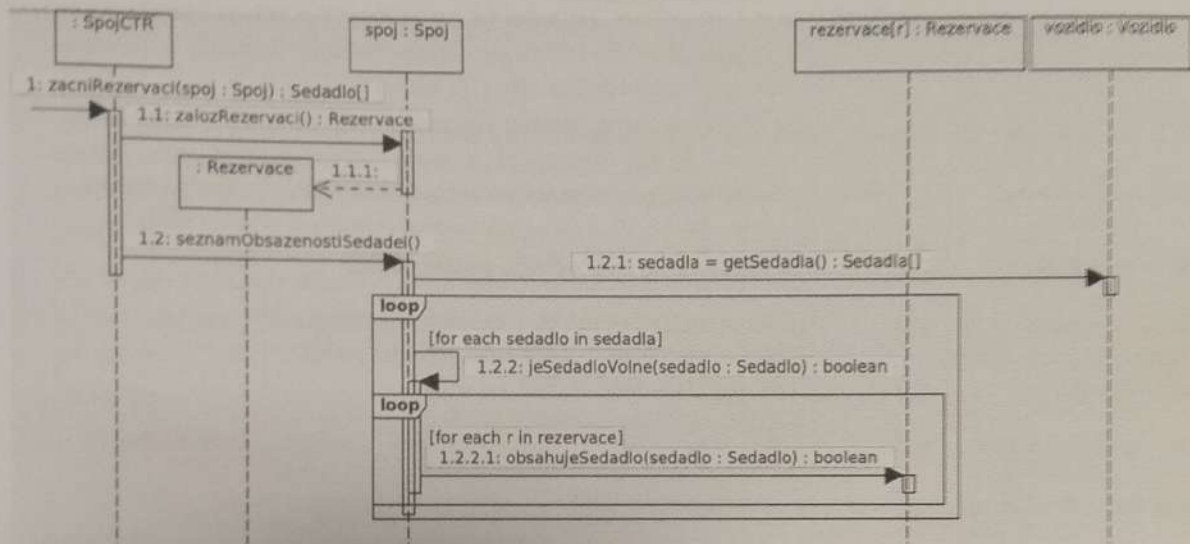 : SpojCTR
spoj : Spoj
rezervace[r] : Rezervace
vozidlo : Vozidlo
1: zacniRezervaci(spoj : Spoj) : Sedadlo[]
1.1: zalozRezervaci() : Rezervace
: Rezervace
1.1.1:
1.2: seznamObsazenostiSedadel()
1.2.1: sedadla = getSedadla() : Sedadla[]
loop
[for each sedadlo in sedadla]
1.2.2: jeSedadloVolne(sedadlo : Sedadlo) : boolean
loop
[for each r in rezervace]
1.2.2.1: obsahujeSedadlo(sedadlo : Sedadlo) : boolean